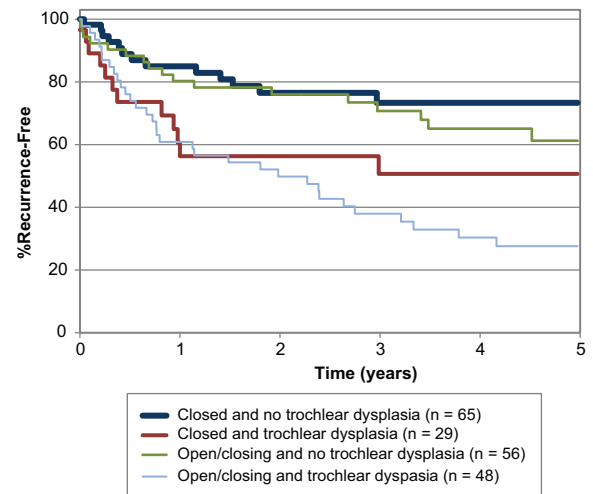 %Recurrence-Free
100
80
60
40
20
0
0 1 2 3 4 5
Time (years)
Closed and no trochlear dysplasia (n = 65)
Closed and trochlear dysplasia (n = 29)
Open/closing and no trochlear dysplasia (n = 56)
Open/closing and trochlear dyspasia (n = 48)